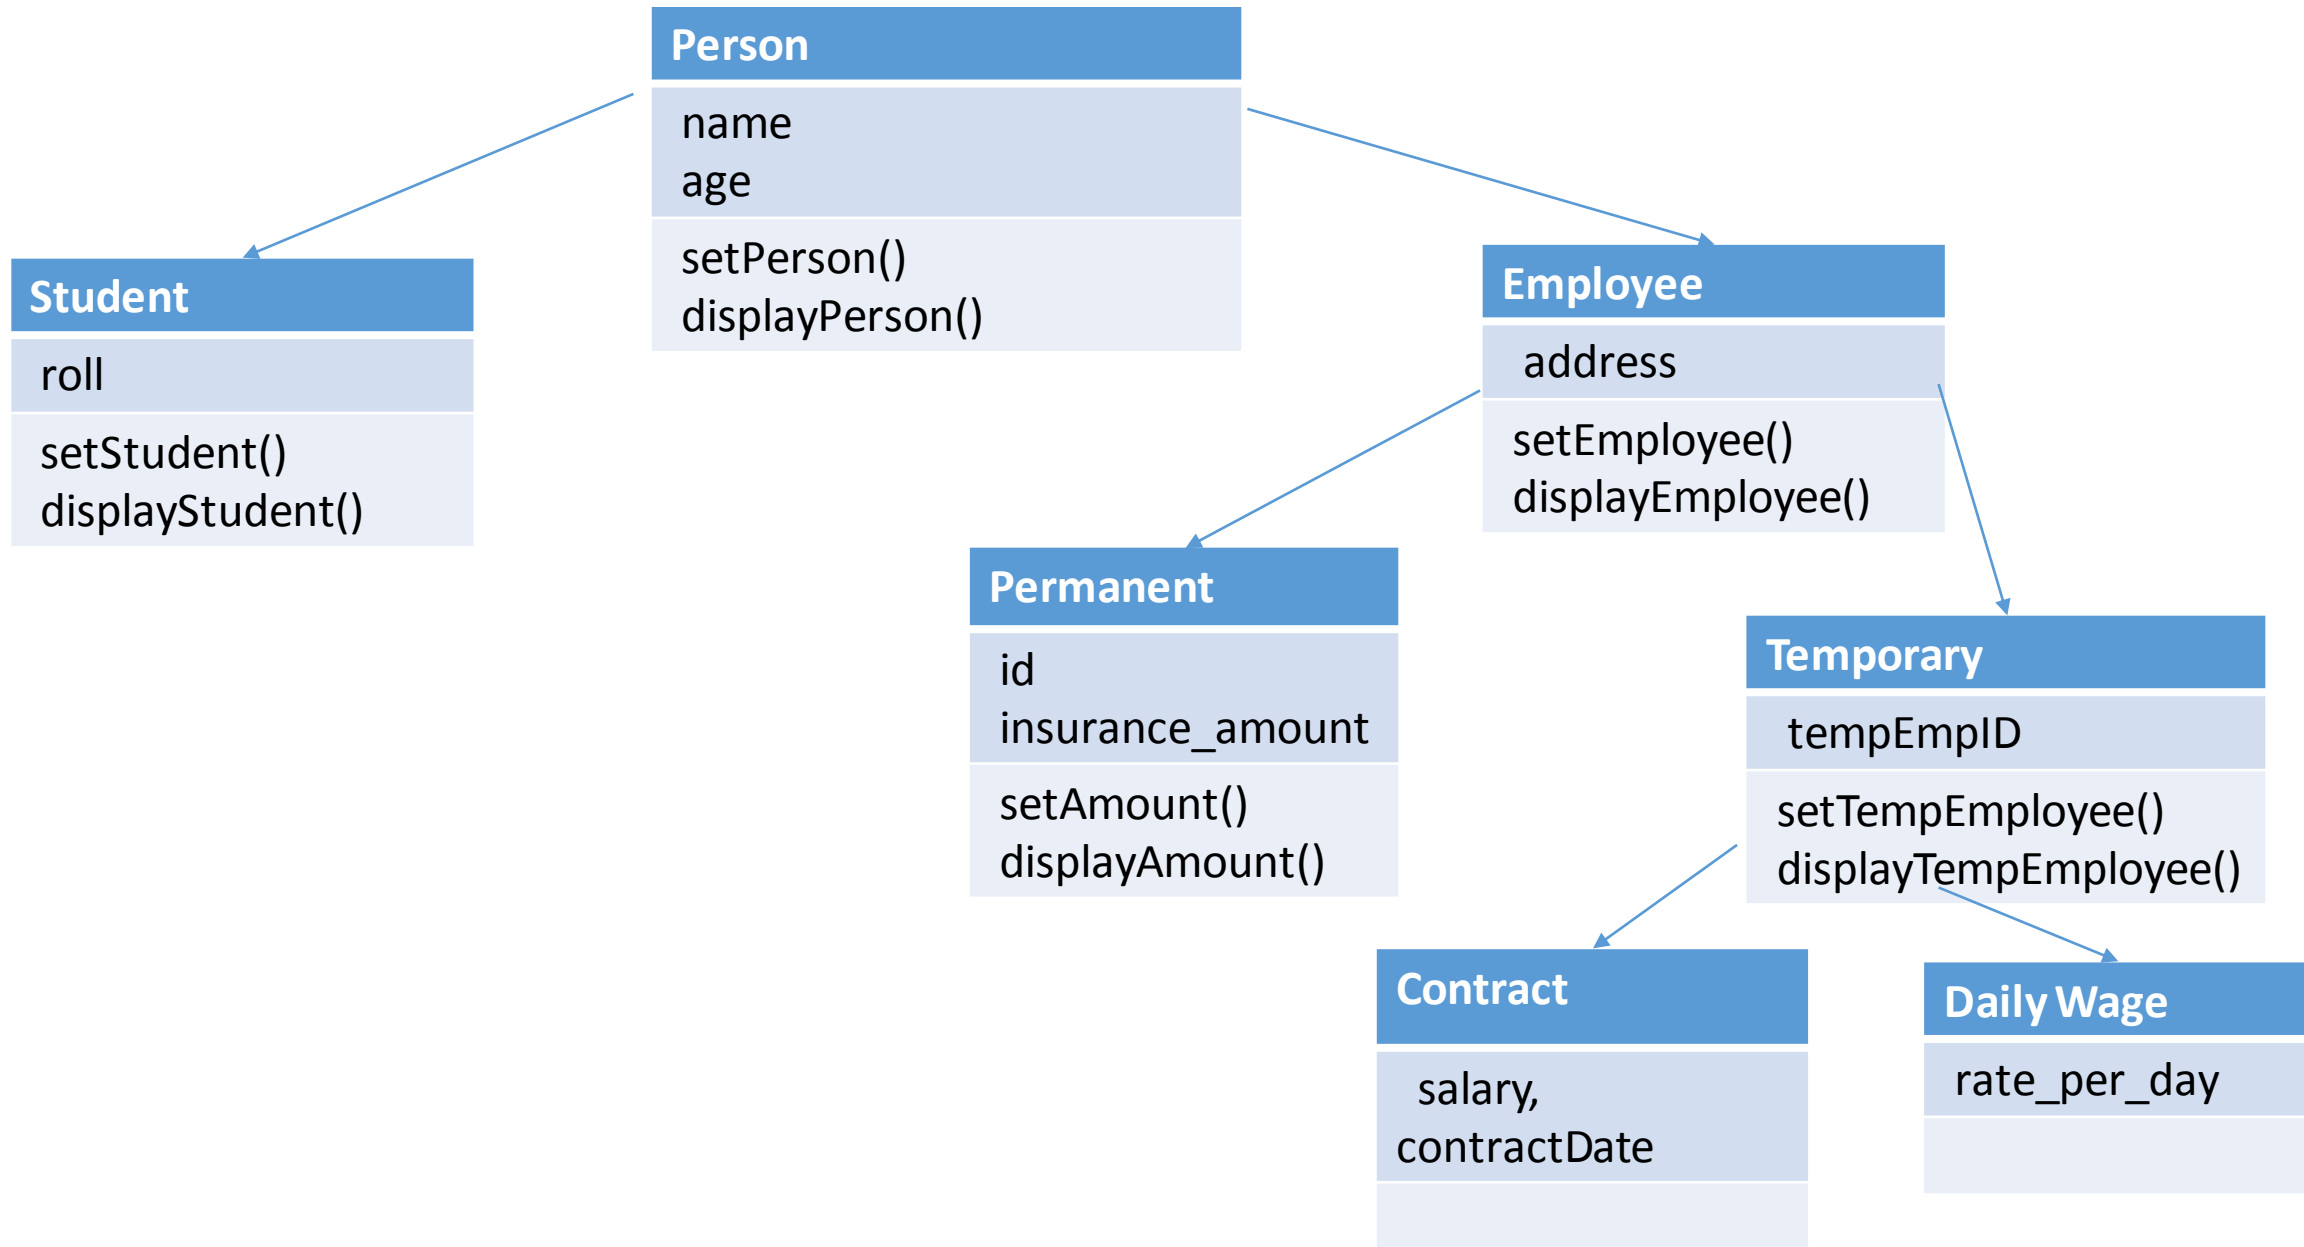 Person
name
age
setPerson()
displayPerson()
Student
roll
setStudent()
displayStudent()
Employee
address
setEmployee()
displayEmployee()
Permanent
id
insurance_amount
setAmount()
displayAmount()
Temporary
tempEmpID
setTempEmployee()
displayTempEmployee()
Contract
salary,
contractDate
Daily Wage
rate_per_day